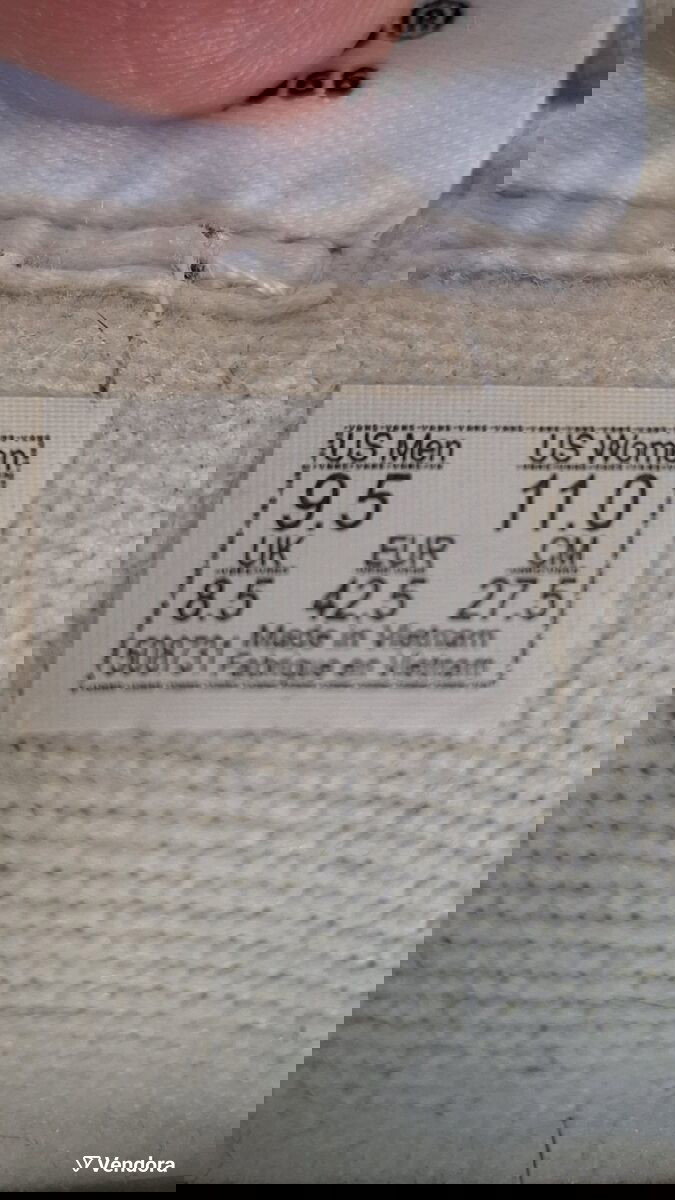 ®
US Men US Women
9.5 11.0
UK EUR CM
8.5 42.5 27.5
Made in Vietnam
Fabriqué en Vietnam
Vendora